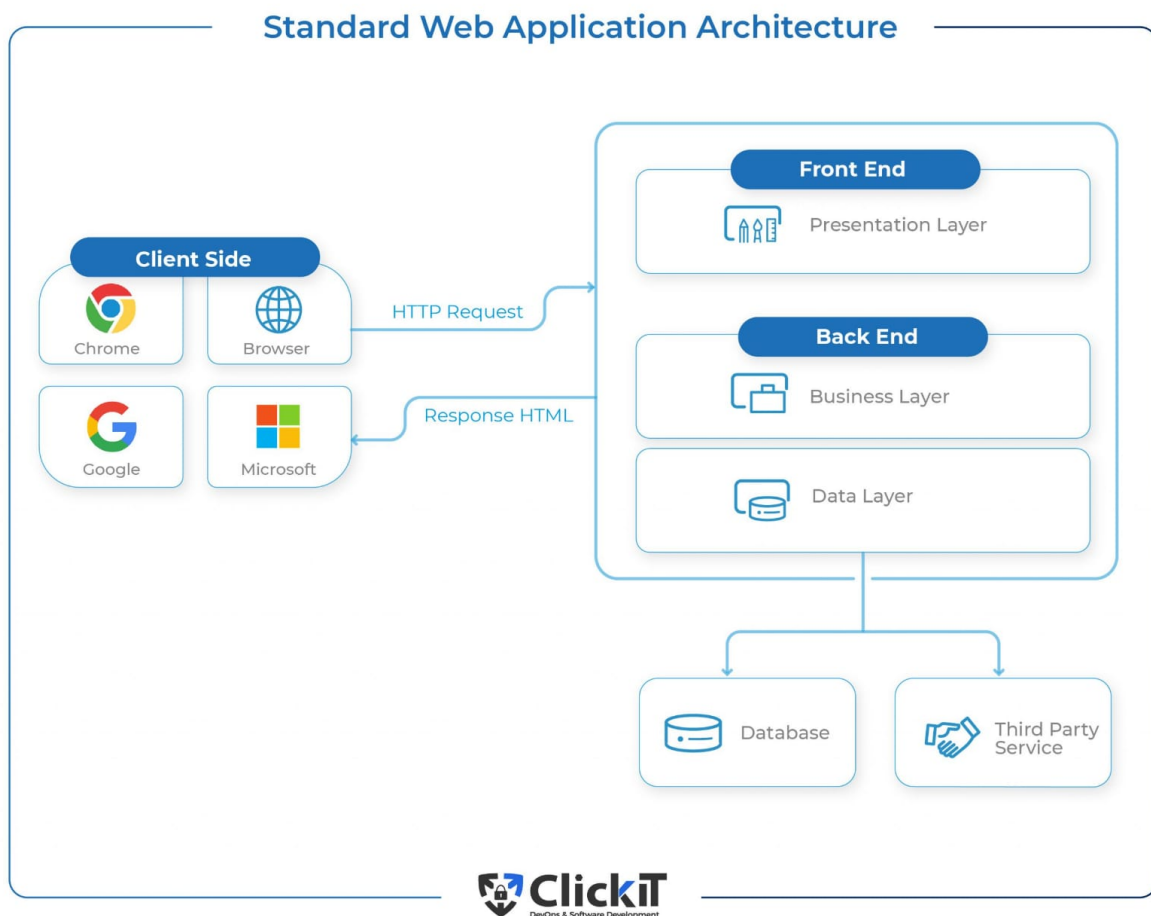 Standard Web Application Architecture
Front End
Presentation Layer
Client Side
Chrome
Browser
HTTP Request
Back End
Business Layer
Response HTML
Google
Microsoft
Data Layer
Database
Third Party
Service
ClickIT
DevOps & Software Development